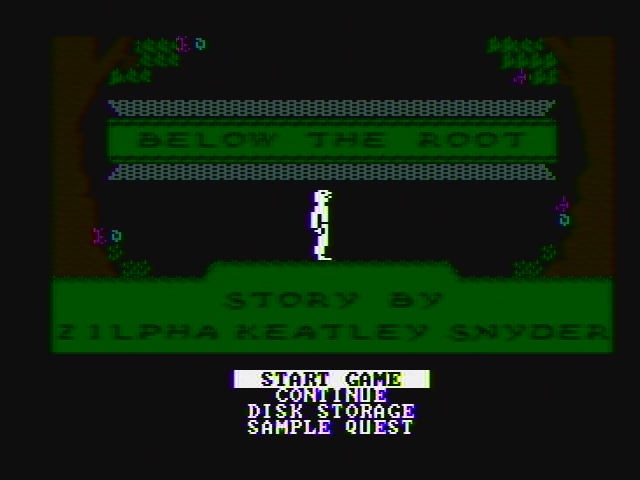 BELOW THE ROOT
STORY BY
ZILPHA KEATLEY SNYDER
START GAME
CONTINUE
DISK STORAGE
SAMPLE QUEST